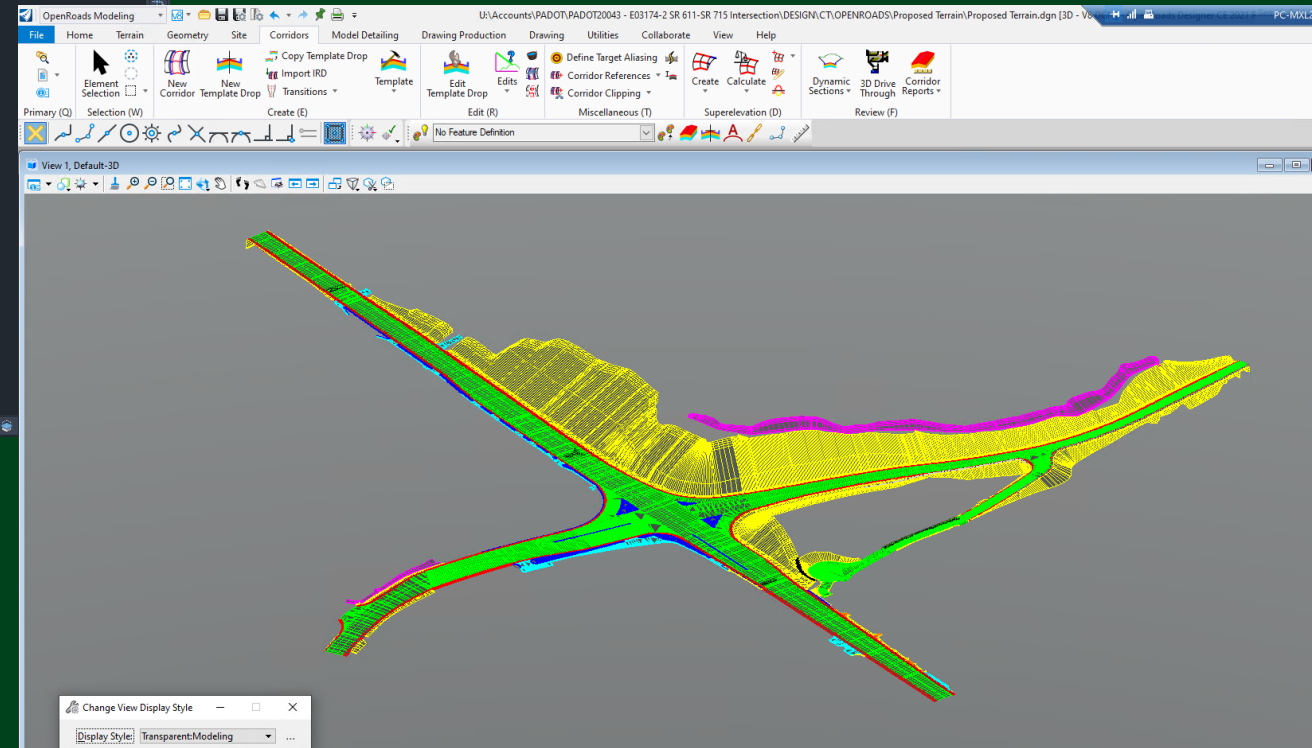 OpenRoads Modeling
U:\Accounts\PADOT\PADOT20043 - E03174-2 SR 611-SR 715 Intersection\DESIGN\CT\OPENROADS\Proposed Terrain\Proposed Terrain.dgn [3D - V8
PC-MXL2
File Home Terrain Geometry Site Corridors Model Detailing Drawing Production Drawing Utilities Collaborate View Help
Element Selection
New Corridor
New Template Drop
Copy Template Drop
Import IRD
Transitions
Template
Edit Template Drop
Edits
Define Target Aliasing
Corridor References
Corridor Clipping
Create
Calculate
Dynamic Sections
3D Drive Through
Corridor Reports
Primary (Q) Selection (W) Create (E) Edit (R) Miscellaneous (T) Superelevation (D) Review (F)
No Feature Definition
View 1, Default-3D
Change View Display Style
Display Style: Transparent:Modeling ...